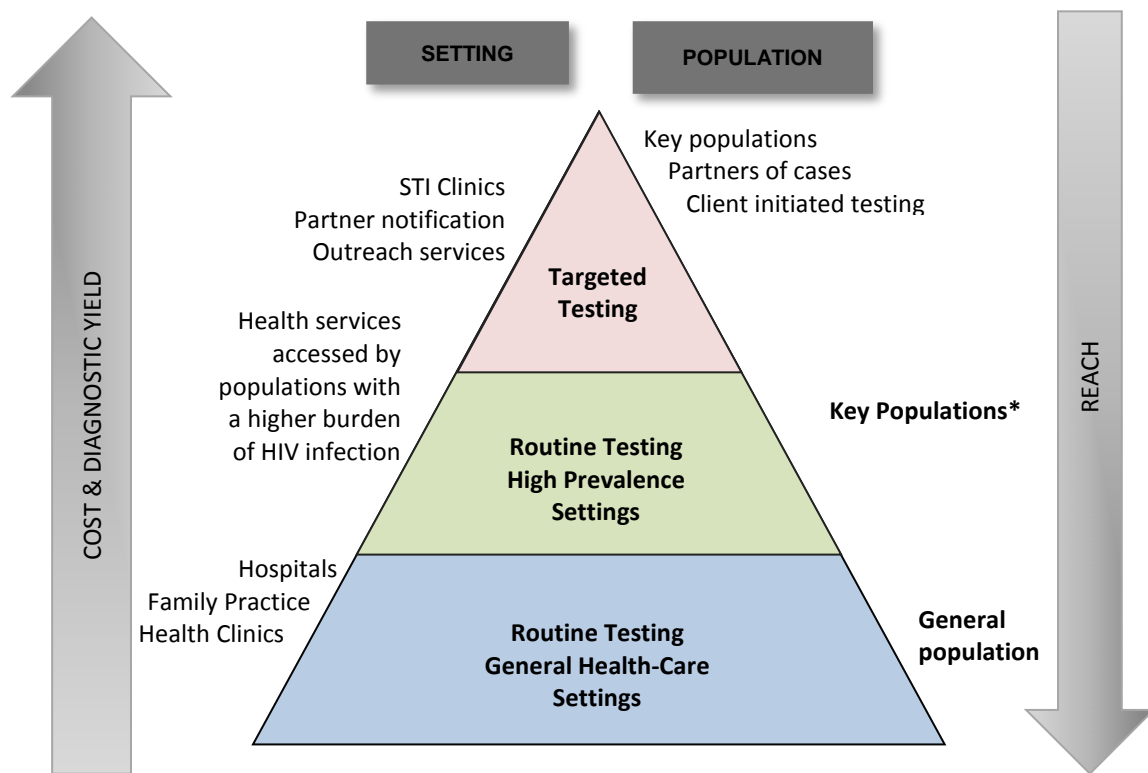 SETTING
POPULATION
Key populations
Partners of cases
Client initiated testing
STI Clinics
Partner notification
Outreach services
Targeted
Testing
Health services
accessed by
populations with
a higher burden
of HIV infection
Key Populations*
Routine Testing
High Prevalence
Settings
Hospitals
Family Practice
Health Clinics
General
population
Routine Testing
General Health-Care
Settings
COST & DIAGNOSTIC YIELD
REACH